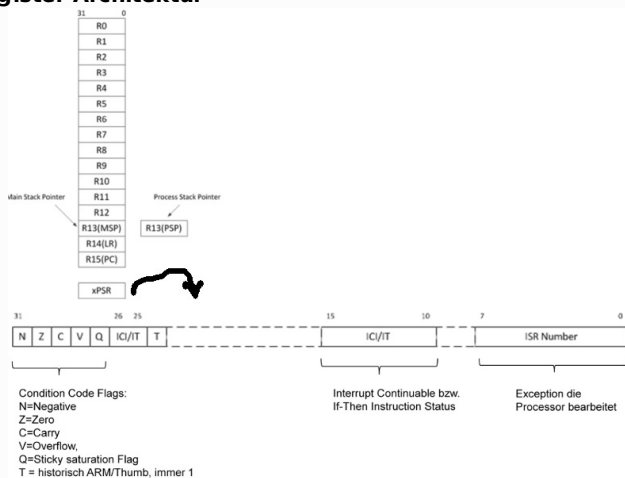 gister Architektur
31 0
R0
R1
R2
R3
R4
R5
R6
R7
R8
R9
R10
Main Stack Pointer R11 Process Stack Pointer
R12
R13(MSP) R13(PSP)
R14(LR)
R15(PC)
xPSR
31 26 25 15 10 7 0
N Z C V Q ICI/IT T ICI/IT ISR Number
Condition Code Flags:
N=Negative
Z=Zero
C=Carry
V=Overflow,
Q=Sticky saturation Flag
T = historisch ARM/Thumb, immer 1
Interrupt Continuable bzw.
If-Then Instruction Status
Exception die
Processor bearbeitet